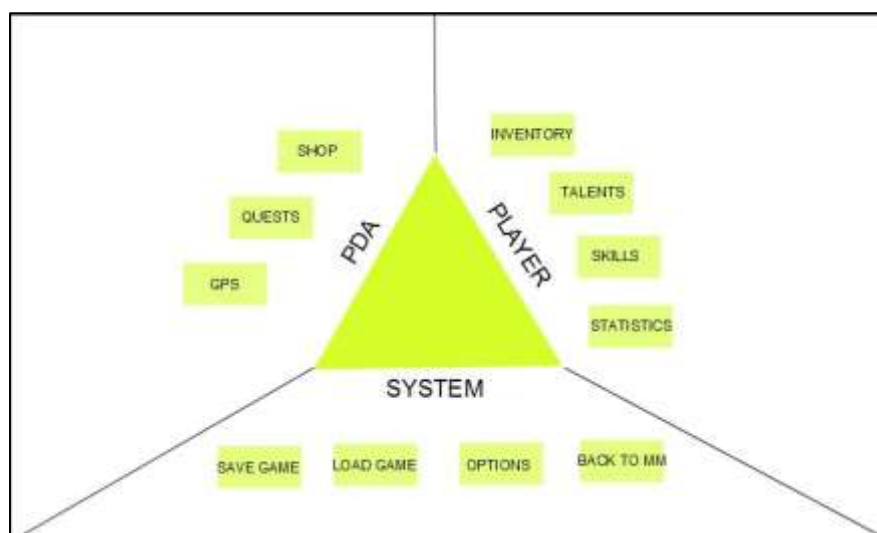 SHOP
QUESTS
GPS
PDA
INVENTORY
TALENTS
SKILLS
STATISTICS
PLAYER
SYSTEM
SAVE GAME
LOAD GAME
OPTIONS
BACK TO MM